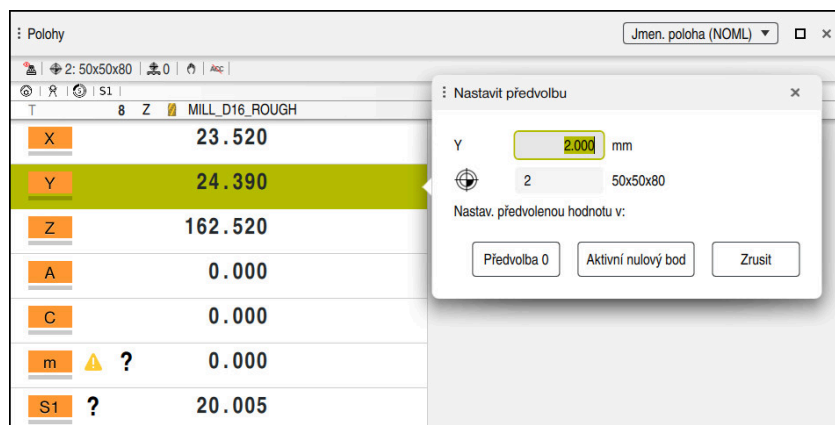 Polohy
Jmen. poloha (NOML)
2: 50x50x80 0 Acc
S1
T 8 Z MILL_D16_ROUGH
X 23.520
Y 24.390
Z 162.520
A 0.000
C 0.000
m ? 0.000
S1 ? 20.005
Nastavit předvolbu
Y 2.000 mm
2 50x50x80
Nastav. předvolenou hodnotu v:
Předvolba 0 Aktivní nulový bod Zrusit